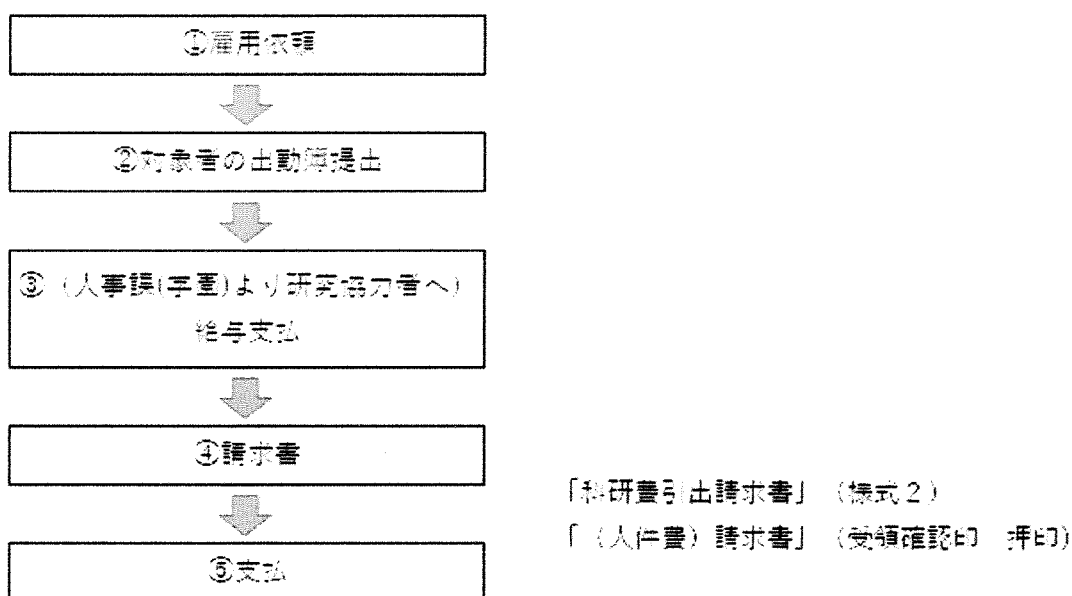 ①雇用依頼
②対象者の出勤簿提出
③（人事課(学園)より研究協力者へ）
給与支払
④請求書
「科研費引出請求書」（様式２）
「（人件費）請求書」（受領確認印　押印）
⑤支払